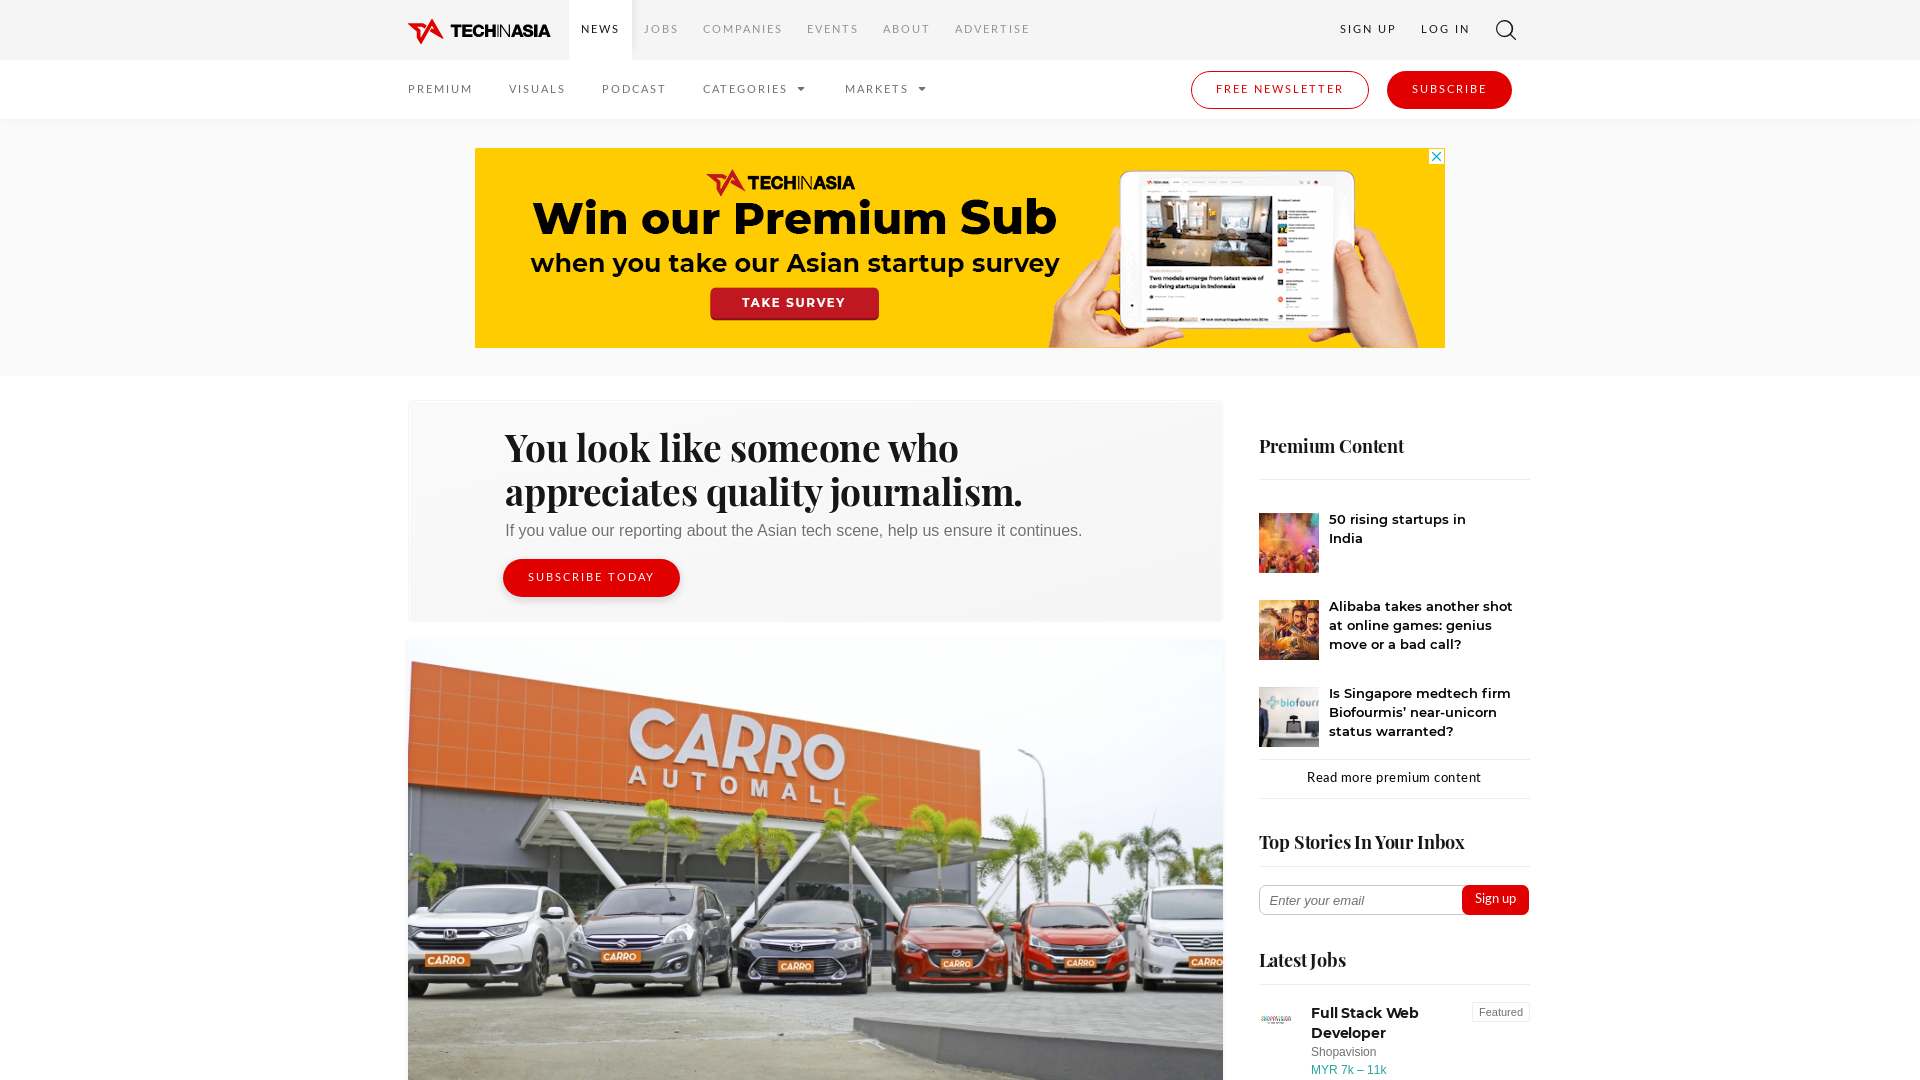 TECHINASIA
NEWS
JOBS
COMPANIES
EVENTS
ABOUT
ADVERTISE
SIGN UP
LOG IN
PREMIUM
VISUALS
PODCAST
CATEGORIES
MARKETS
FREE NEWSLETTER
SUBSCRIBE
TECHINASIA
Win our Premium Sub
when you take our Asian startup survey
TAKE SURVEY
Two models emerge from latest wave of
co-living startups in Indonesia
You look like someone who
appreciates quality journalism.
If you value our reporting about the Asian tech scene, help us ensure it continues.
SUBSCRIBE TODAY
CARRO
AUTOMALL
CARRO
CARRO
CARRO
CARRO
CARRO
CARRO
Premium Content
50 rising startups in
India
Alibaba takes another shot
at online games: genius
move or a bad call?
biofourm
Is Singapore medtech firm
Biofourmis’ near-unicorn
status warranted?
Read more premium content
Top Stories In Your Inbox
Enter your email
Sign up
Latest Jobs
Full Stack Web
Developer
Featured
Shopavision
MYR 7k – 11k